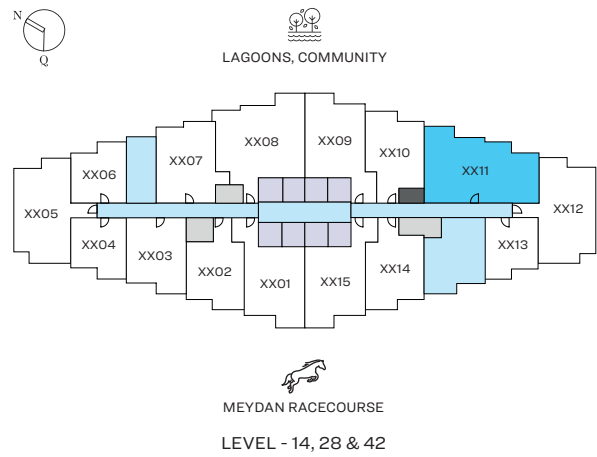 N
Q
LAGOONS, COMMUNITY
XX08
XX09
XX07
XX10
XX06
XX11
XX05
XX12
XX04
XX03
XX13
XX02
XX14
XX01
XX15
MEYDAN RACECOURSE
LEVEL - 14, 28 & 42